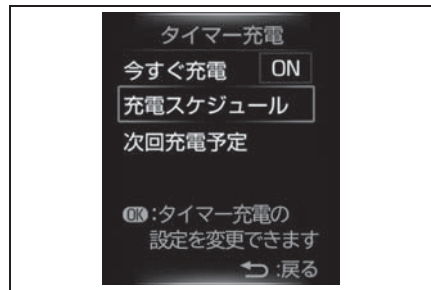 タイマー充電
今すぐ充電 ON
充電スケジュール
次回充電予定
OK:タイマー充電の
設定を変更できます
:戻る